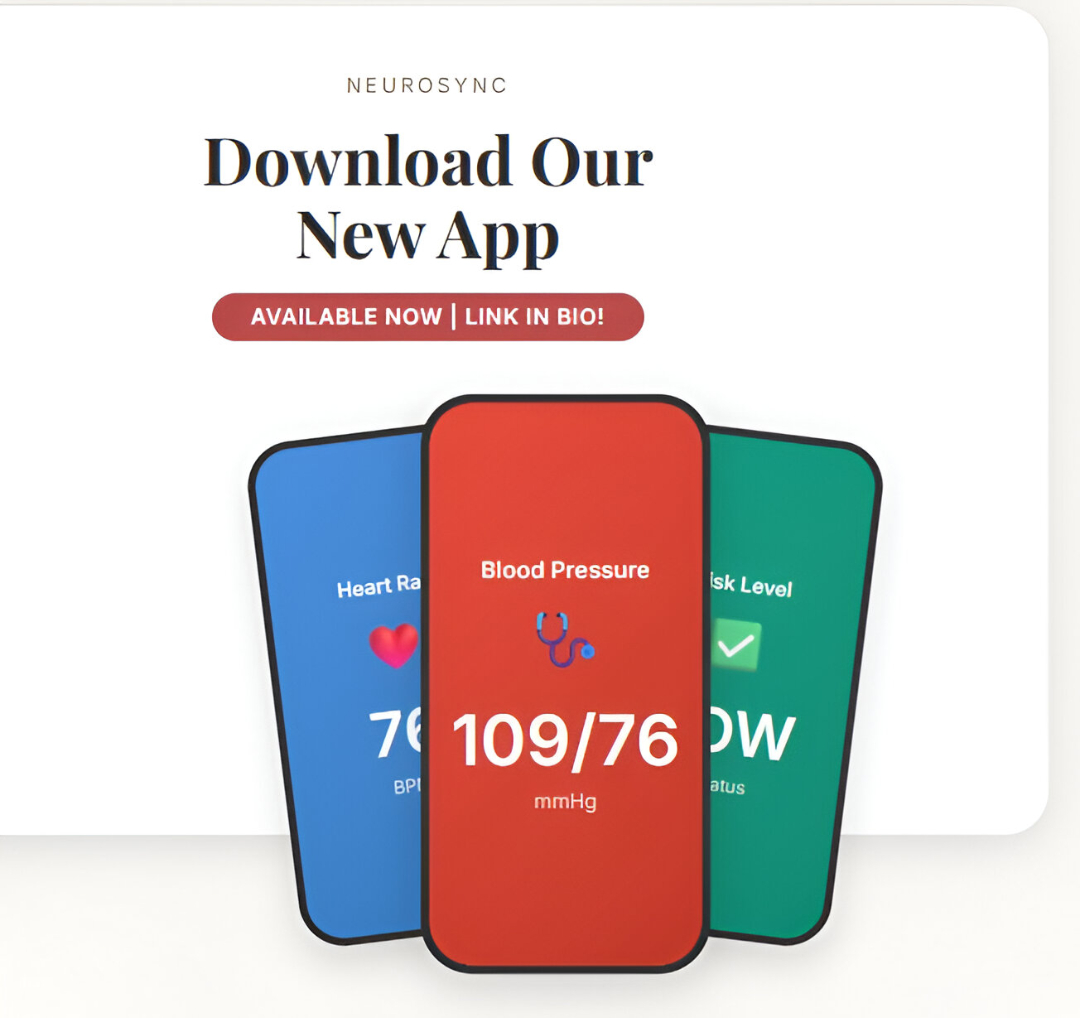 NEUROSYNC
Download Our
New App
AVAILABLE NOW | LINK IN BIO!
Heart Ra
76
BP
Blood Pressure
109/76
mmHg
isk Level
OW
atus